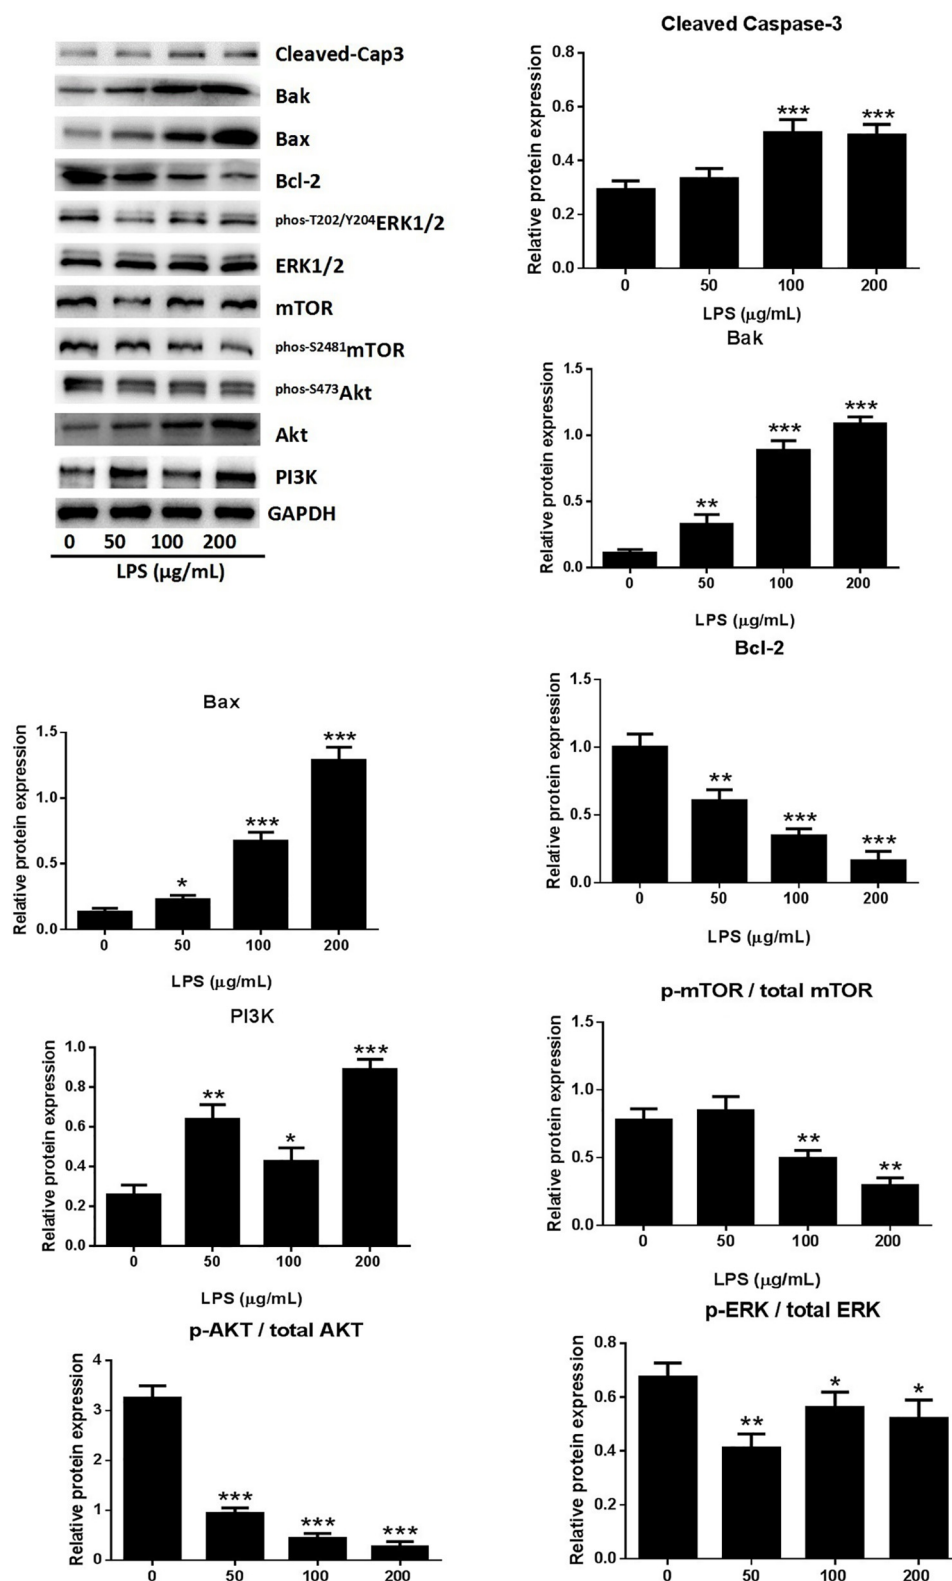 Cleaved-Cap3
Bak
Bax
Bcl-2
phos-T202/Y204ERK1/2
ERK1/2
mTOR
phos-S2481mTOR
phos-S473Akt
Akt
PI3K
GAPDH
0 50 100 200
LPS (µg/mL)
Cleaved Caspase-3
Relative protein expression
0.8
0.6
0.4
0.2
0.0
*** ***
0 50 100 200
LPS (µg/mL)
Bak
Relative protein expression
1.5
1.0
0.5
0.0
** *** ***
0 50 100 200
LPS (µg/mL)
Bax
Relative protein expression
1.5
1.0
0.5
0.0
* *** ***
0 50 100 200
LPS (µg/mL)
Bcl-2
Relative protein expression
1.5
1.0
0.5
0.0
** *** ***
0 50 100 200
LPS (µg/mL)
PI3K
Relative protein expression
1.0
0.8
0.6
0.4
0.2
0.0
** * ***
0 50 100 200
LPS (µg/mL)
p-mTOR / total mTOR
Relative protein expression
1.5
1.0
0.5
0.0
** **
0 50 100 200
LPS (µg/mL)
p-AKT / total AKT
Relative protein expression
4
3
2
1
0
*** *** ***
0 50 100 200
p-ERK / total ERK
Relative protein expression
0.8
0.6
0.4
0.2
0.0
** * *
0 50 100 200